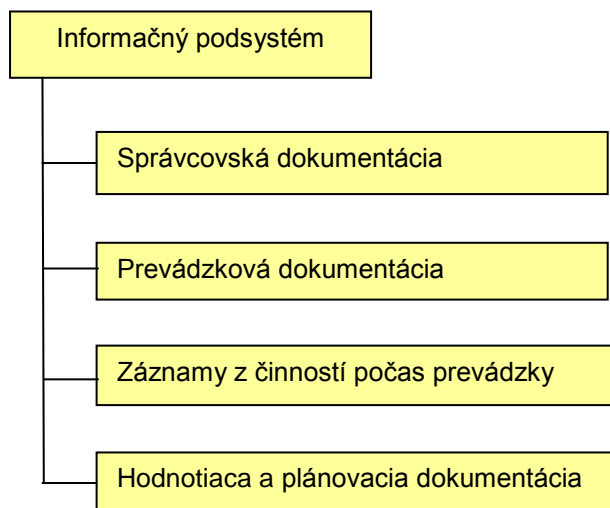 Informačný podsystém
Správcovská dokumentácia
Prevádzková dokumentácia
Záznamy z činností počas prevádzky
Hodnotiaca a plánovacia dokumentácia